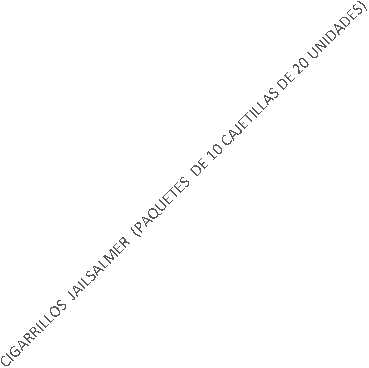 CIGARRILLOS JAILSALMER (PAQUETES DE 10 CAJETILLAS DE 20 UNIDADES)